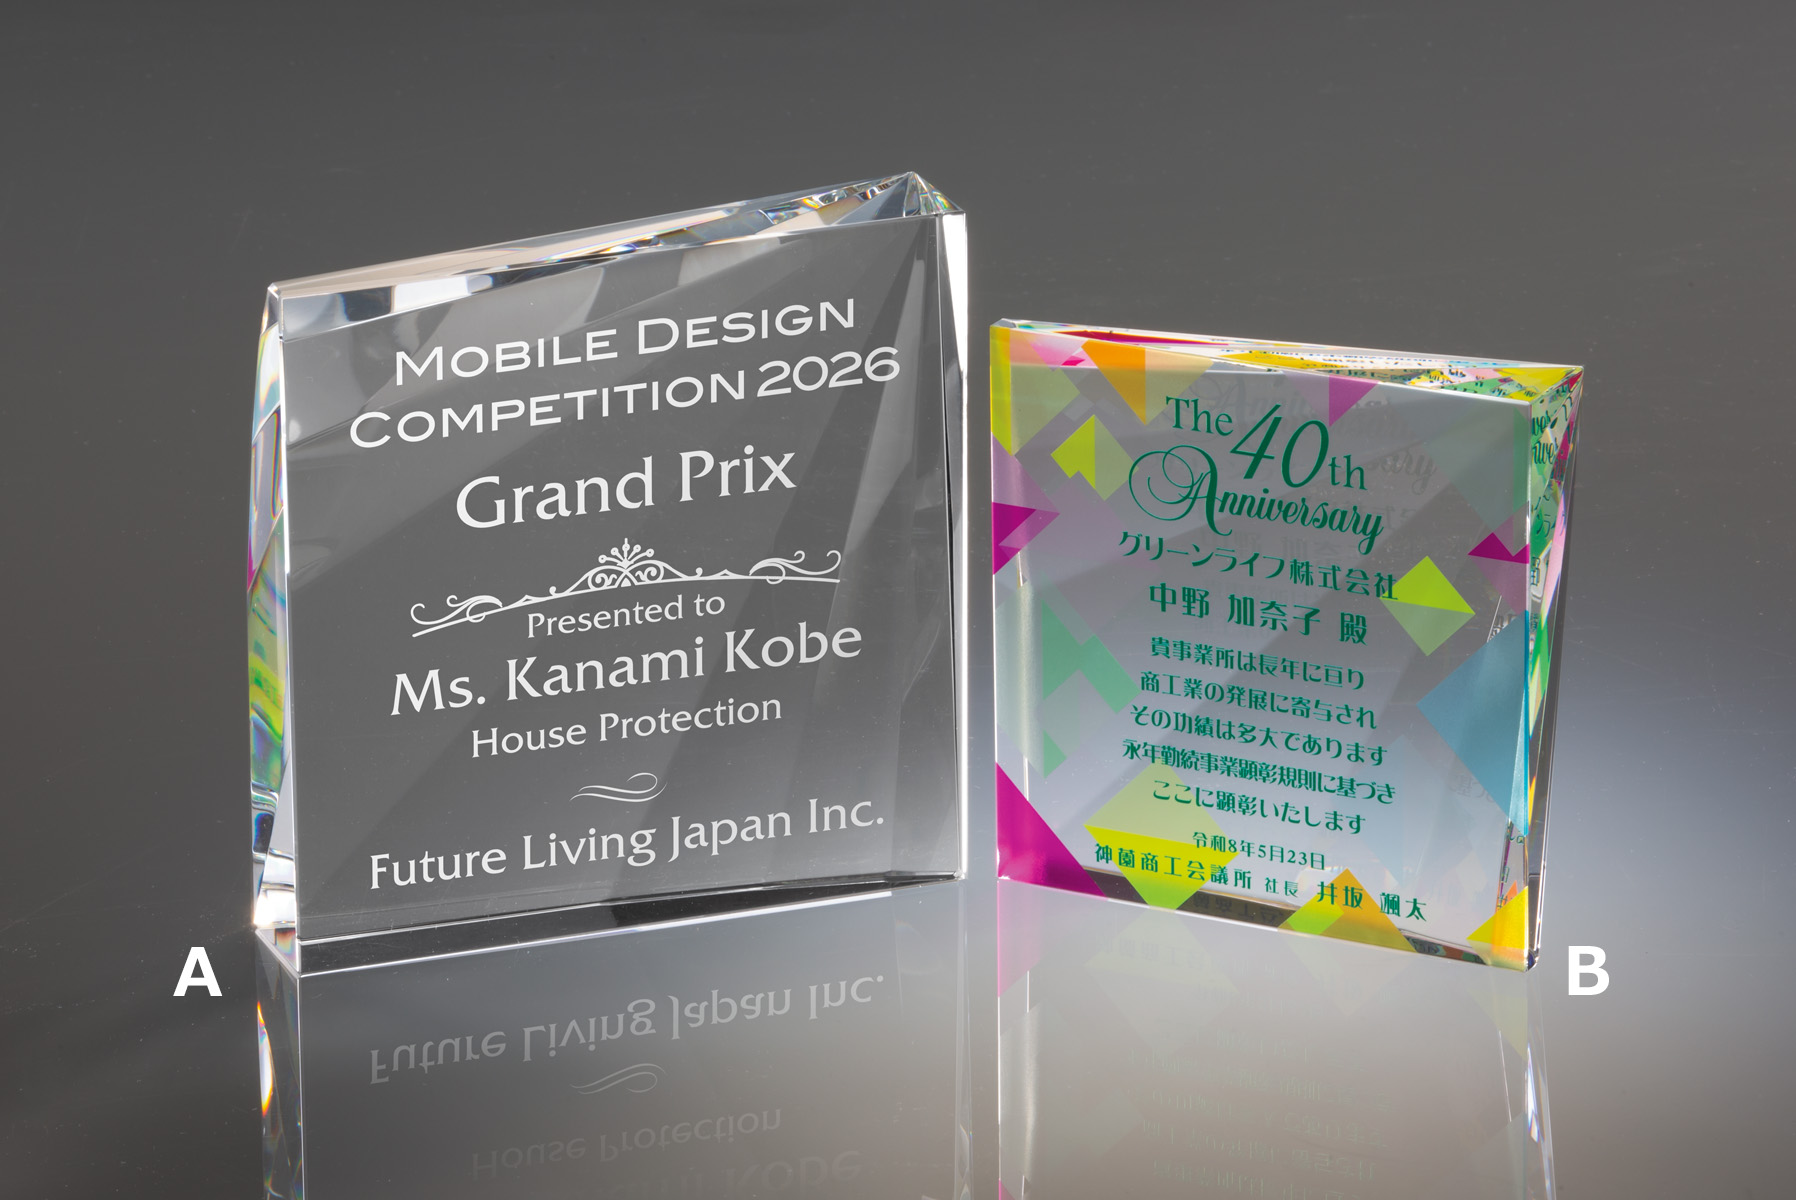 MOBILE DESIGN
COMPETITION 2026
Grand Prix
Presented to
Ms. Kanami Kobe
House Protection
Future Living Japan Inc.
A
The 40th
Anniversary
グリーンライフ株式会社
中野 加奈子 殿
貴事業所は長年に亘り
商工業の発展に寄与され
その功績は多大であります
永年勤続事業顕彰規則に基づき
ここに顕彰いたします
令和8年5月23日
神薗商工会議所 社長 井坂 颯太
B